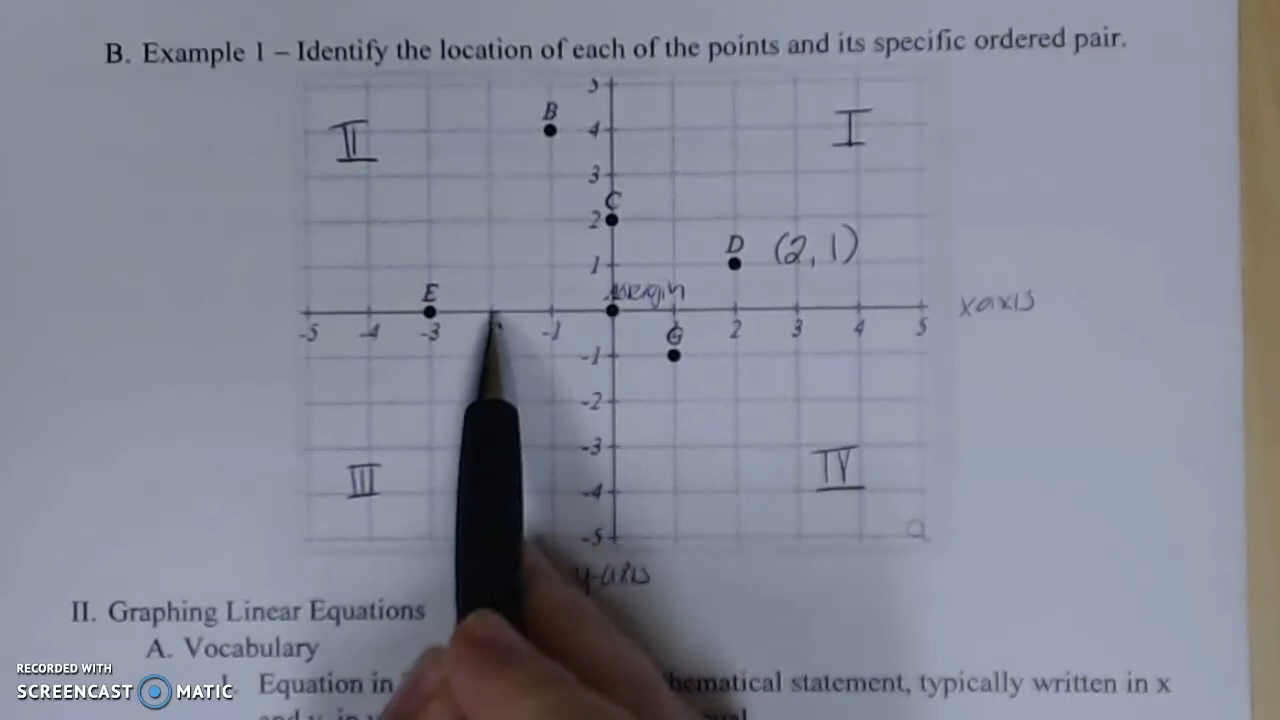 B. Example 1 – Identify the location of each of the points and its specific ordered pair.
5
B
II
4
I
3
C
2
D (2, 1)
1
E
x axis
-5 -4 -3 -1 2 3 4 5
G
-1
-2
-3
III
IV
-4
-5
y-axis
II. Graphing Linear Equations
A. Vocabulary
Equation in
hematical statement, typically written in x
RECORDED WITH
SCREENCAST MATIC